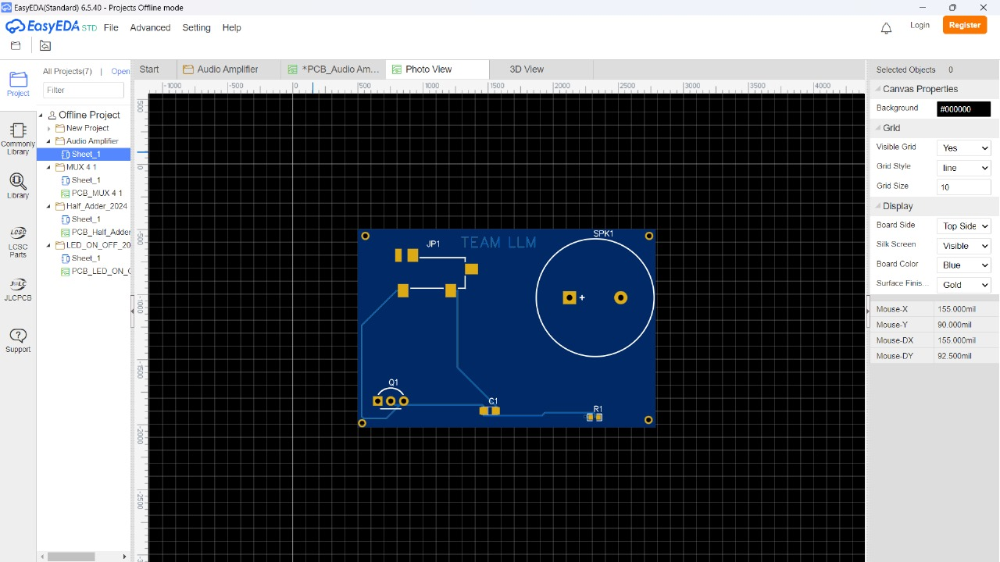 EasyEDA(Standard) 6.5.40 - Projects Offline mode
EasyEDA STD File Advanced Setting Help Login Register
All Projects(7) | Open
Start Audio Amplifier *PCB_Audio Am... Photo View 3D View
Filter
Project
Commonly Library
Library
LCSC Parts
JLCPCB
Support
Offline Project
New Project
Audio Amplifier
Sheet_1
MUX 4 1
Sheet_1
PCB_MUX 4 1
Half_Adder_2024
Sheet_1
PCB_Half_Adder
LED_ON_OFF_20
Sheet_1
PCB_LED_ON_
-1000 -500 0 500 1000 1500 2000 2500 3000 3500 4000
500
0
-500
-1000
-1500
-2000
-2500
JP1
TEAM LLM
SPK1
+
Q1
C1
R1
Selected Objects 0
Canvas Properties
Background #000000
Grid
Visible Grid Yes
Grid Style line
Grid Size 10
Display
Board Side Top Side
Silk Screen Visible
Board Color Blue
Surface Finis... Gold
Mouse-X 155.000mil
Mouse-Y 90.000mil
Mouse-DX 155.000mil
Mouse-DY 92.500mil